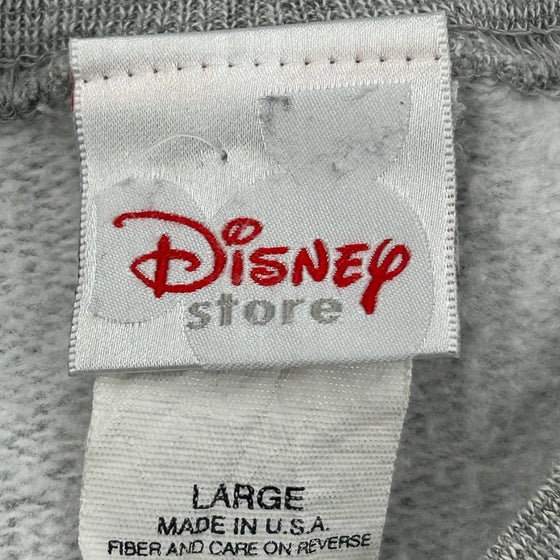 Disney
store
LARGE
MADE IN U.S.A.
FIBER AND CARE ON REVERSE